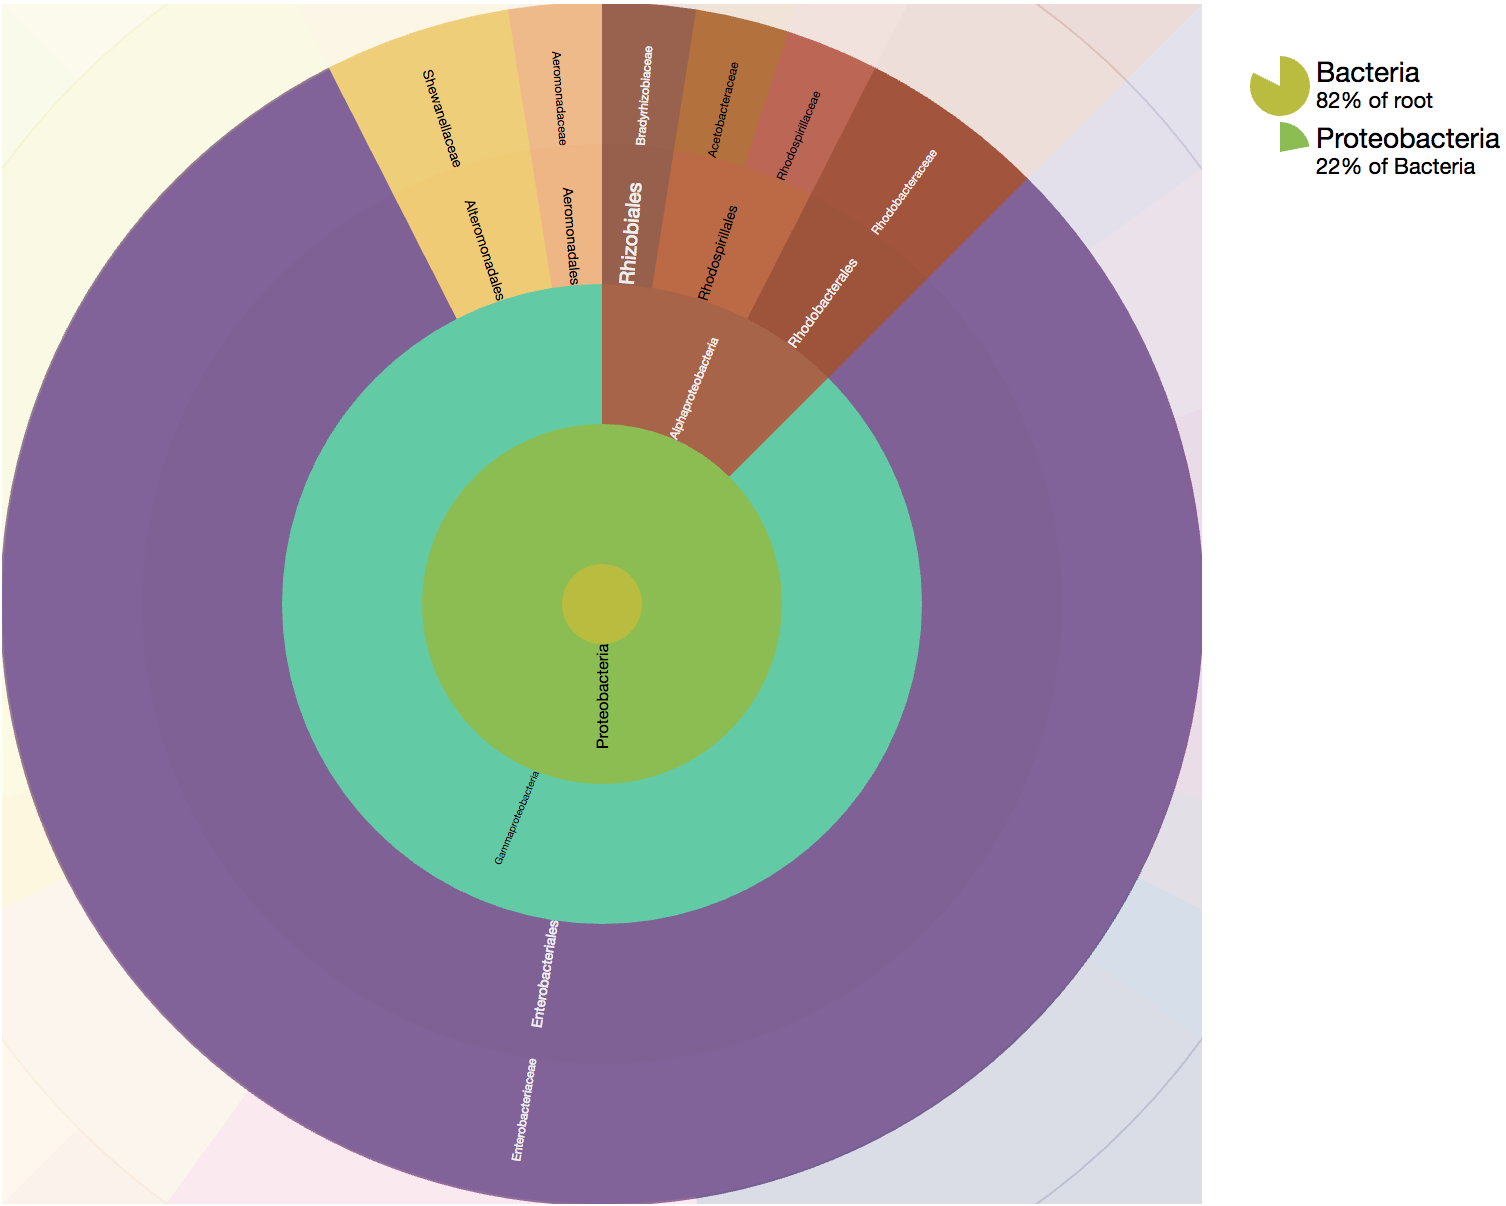 Shewanellaceae
Aeromonadaceae
Bradyrhizobiaceae
Acetobacteraceae
Rhodospirillaceae
Rhodobacteraceae
Alteromonadales
Aeromonadales
Rhizobiales
Rhodospirillales
Rhodobacterales
Alphaproteobacteria
Proteobacteria
Gammaproteobacteria
Enterobacteriales
Enterobacteriaceae
Bacteria
82% of root
Proteobacteria
22% of Bacteria